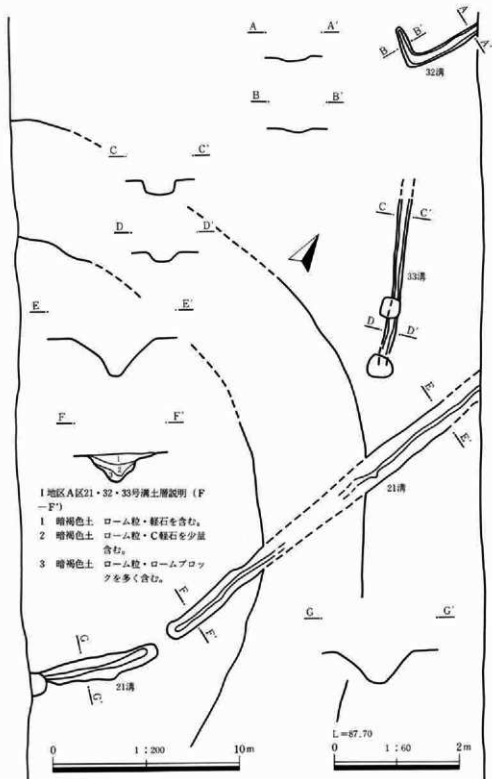 A A'
A
B'
B
A'
32溝
B B'
C C'
C
C'
D D'
33溝
D
D'
E E'
E
E'
21溝
F F'
1
2
3
I地区A区21・32・33号溝土層説明（F
―F'）
1 暗褐色土 ローム粒・軽石を含む。
2 暗褐色土 ローム粒・C軽石を少量
含む。
3 暗褐色土 ローム粒・ロームブロッ
クを多く含む。
F
F'
G G'
G
G'
21溝
L=87.70
0 1：200 10m
0 1：60 2m